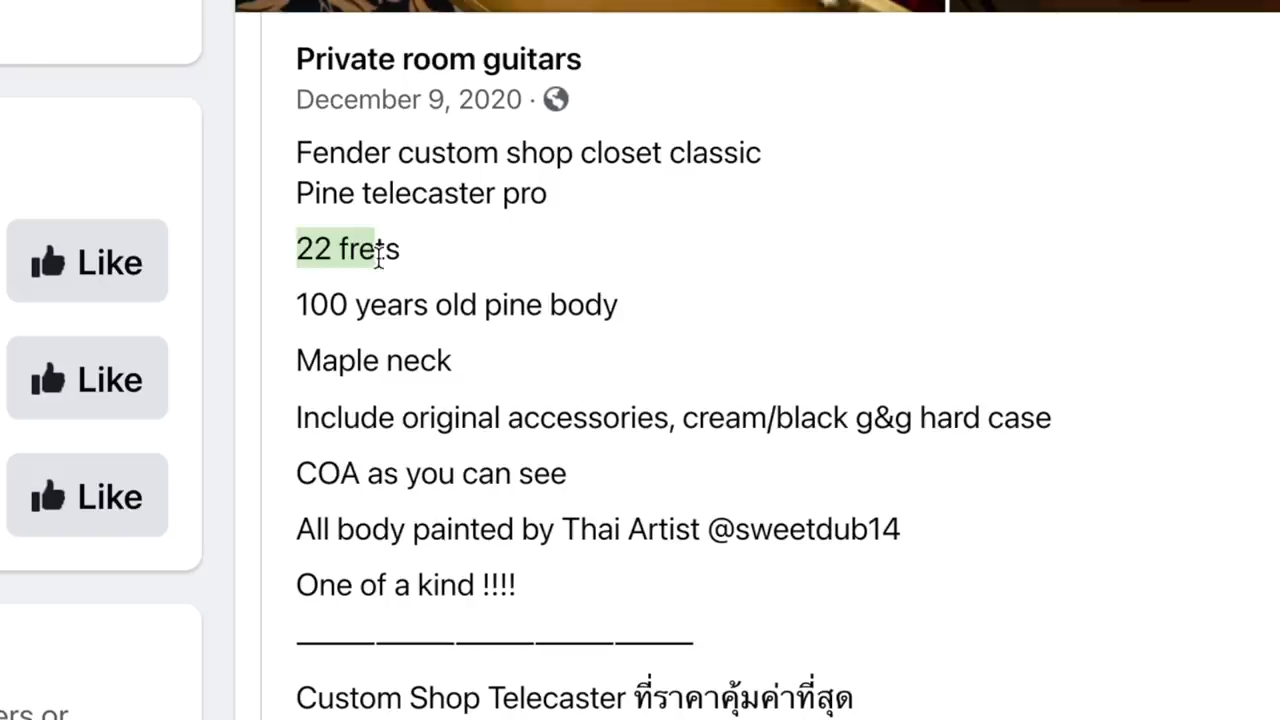 Private room guitars
December 9, 2020 ·
Fender custom shop closet classic
Pine telecaster pro
22 frets
100 years old pine body
Maple neck
Include original accessories, cream/black g&g hard case
COA as you can see
All body painted by Thai Artist @sweetdub14
One of a kind !!!!
Custom Shop Telecaster ที่ราคาคุ้มค่าที่สุด
Like
Like
Like
ers or